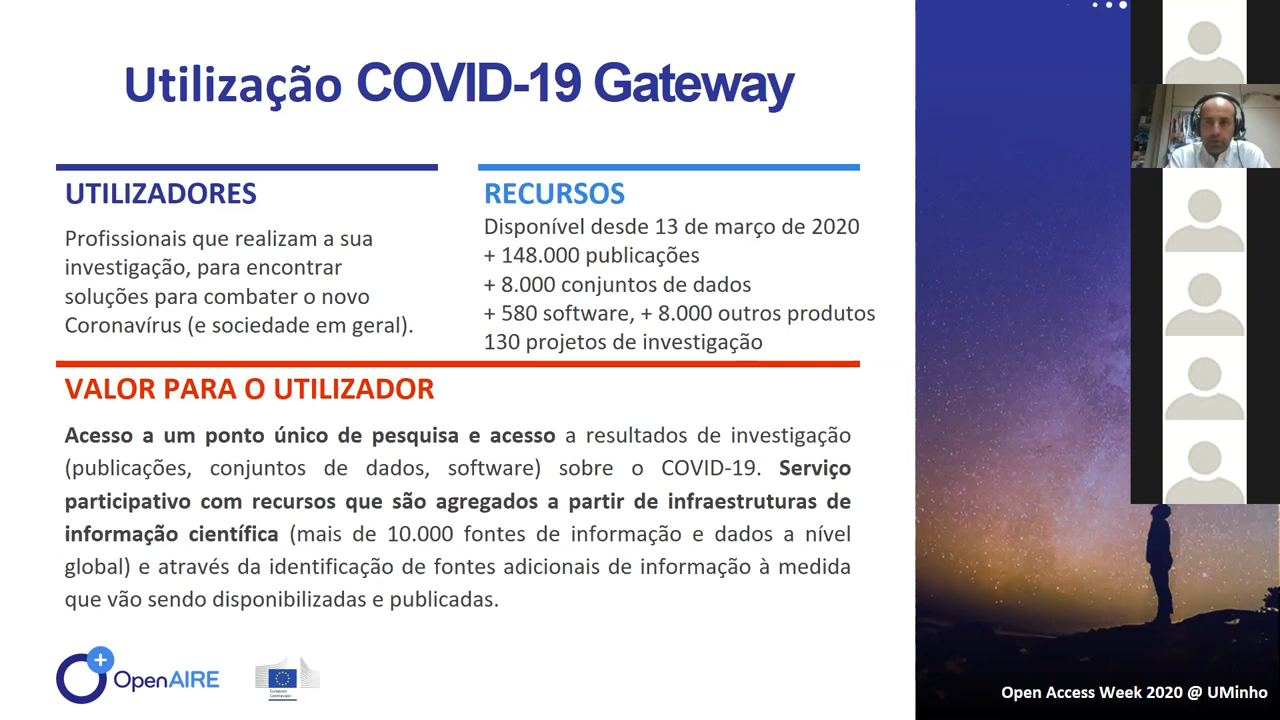 Utilização COVID-19 Gateway
UTILIZADORES
Profissionais que realizam a sua
investigação, para encontrar
soluções para combater o novo
Coronavírus (e sociedade em geral).
RECURSOS
Disponível desde 13 de março de 2020
+ 148.000 publicações
+ 8.000 conjuntos de dados
+ 580 software, + 8.000 outros produtos
130 projetos de investigação
VALOR PARA O UTILIZADOR
Acesso a um ponto único de pesquisa e acesso a resultados de investigação
(publicações, conjuntos de dados, software) sobre o COVID-19. Serviço
participativo com recursos que são agregados a partir de infraestruturas de
informação científica (mais de 10.000 fontes de informação e dados a nível
global) e através da identificação de fontes adicionais de informação à medida
que vão sendo disponibilizadas e publicadas.
OpenAIRE
European
Commission
Open Access Week 2020 @ UMinho